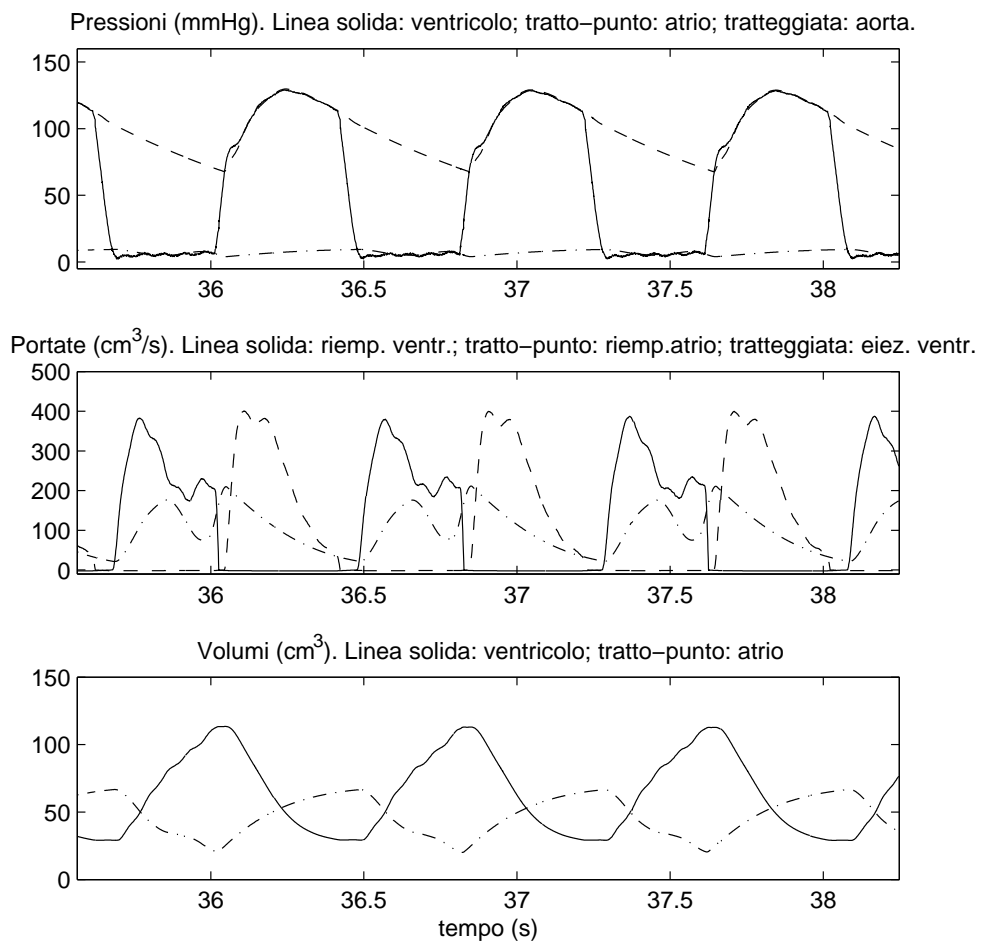 Pressioni (mmHg). Linea solida: ventricolo; tratto−punto: atrio; tratteggiata: aorta.
150
100
50
0
36 36.5 37 37.5 38
Portate (cm³/s). Linea solida: riemp. ventr.; tratto−punto: riemp.atrio; tratteggiata: eiez. ventr.
500
400
300
200
100
0
36 36.5 37 37.5 38
Volumi (cm³). Linea solida: ventricolo; tratto−punto: atrio
150
100
50
0
36 36.5 37 37.5 38
tempo (s)